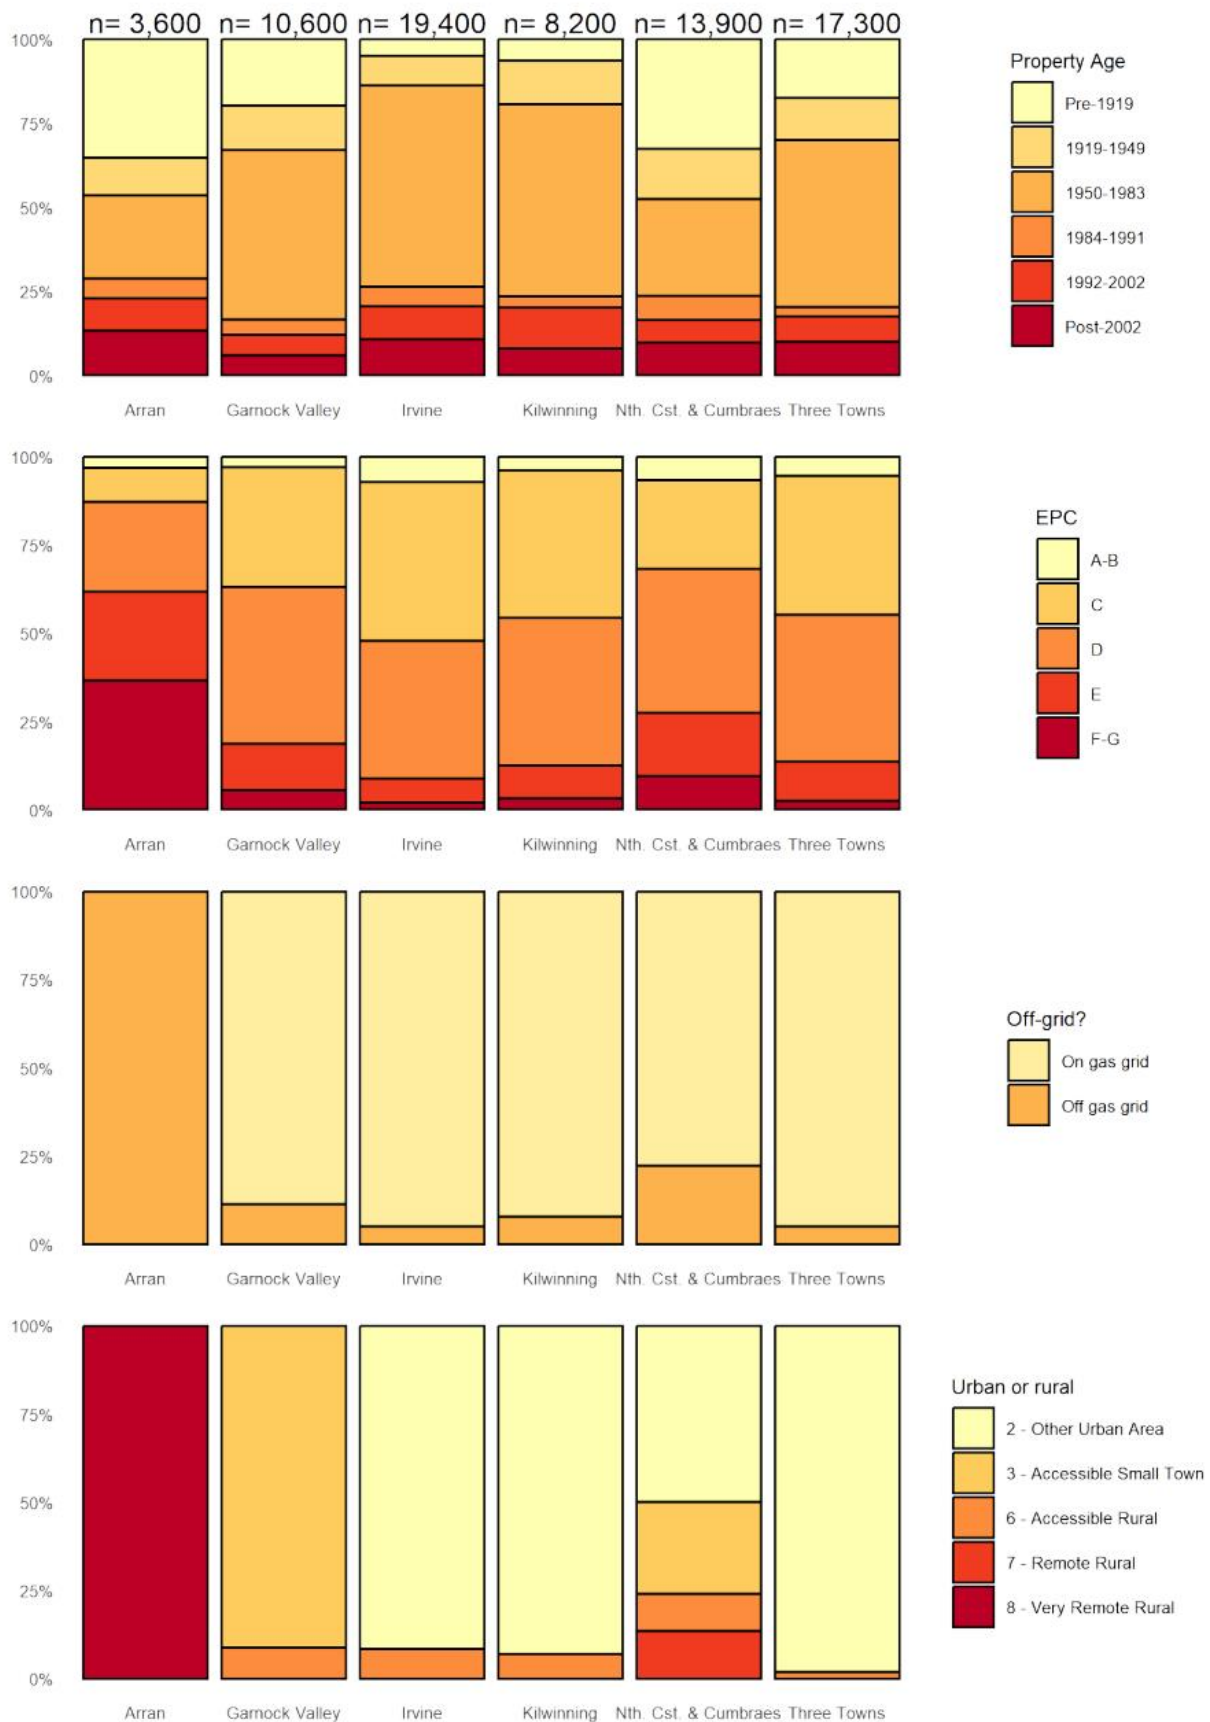 n= 3,600 n= 10,600 n= 19,400 n= 8,200 n= 13,900 n= 17,300
100%
75%
50%
25%
0%
Arran Garnock Valley Irvine Kilwinning Nth. Cst. & Cumbraes Three Towns
Property Age
Pre-1919
1919-1949
1950-1983
1984-1991
1992-2002
Post-2002
100%
75%
50%
25%
0%
Arran Garnock Valley Irvine Kilwinning Nth. Cst. & Cumbraes Three Towns
EPC
A-B
C
D
E
F-G
100%
75%
50%
25%
0%
Arran Garnock Valley Irvine Kilwinning Nth. Cst. & Cumbraes Three Towns
Off-grid?
On gas grid
Off gas grid
100%
75%
50%
25%
0%
Arran Garnock Valley Irvine Kilwinning Nth. Cst. & Cumbraes Three Towns
Urban or rural
2 - Other Urban Area
3 - Accessible Small Town
6 - Accessible Rural
7 - Remote Rural
8 - Very Remote Rural